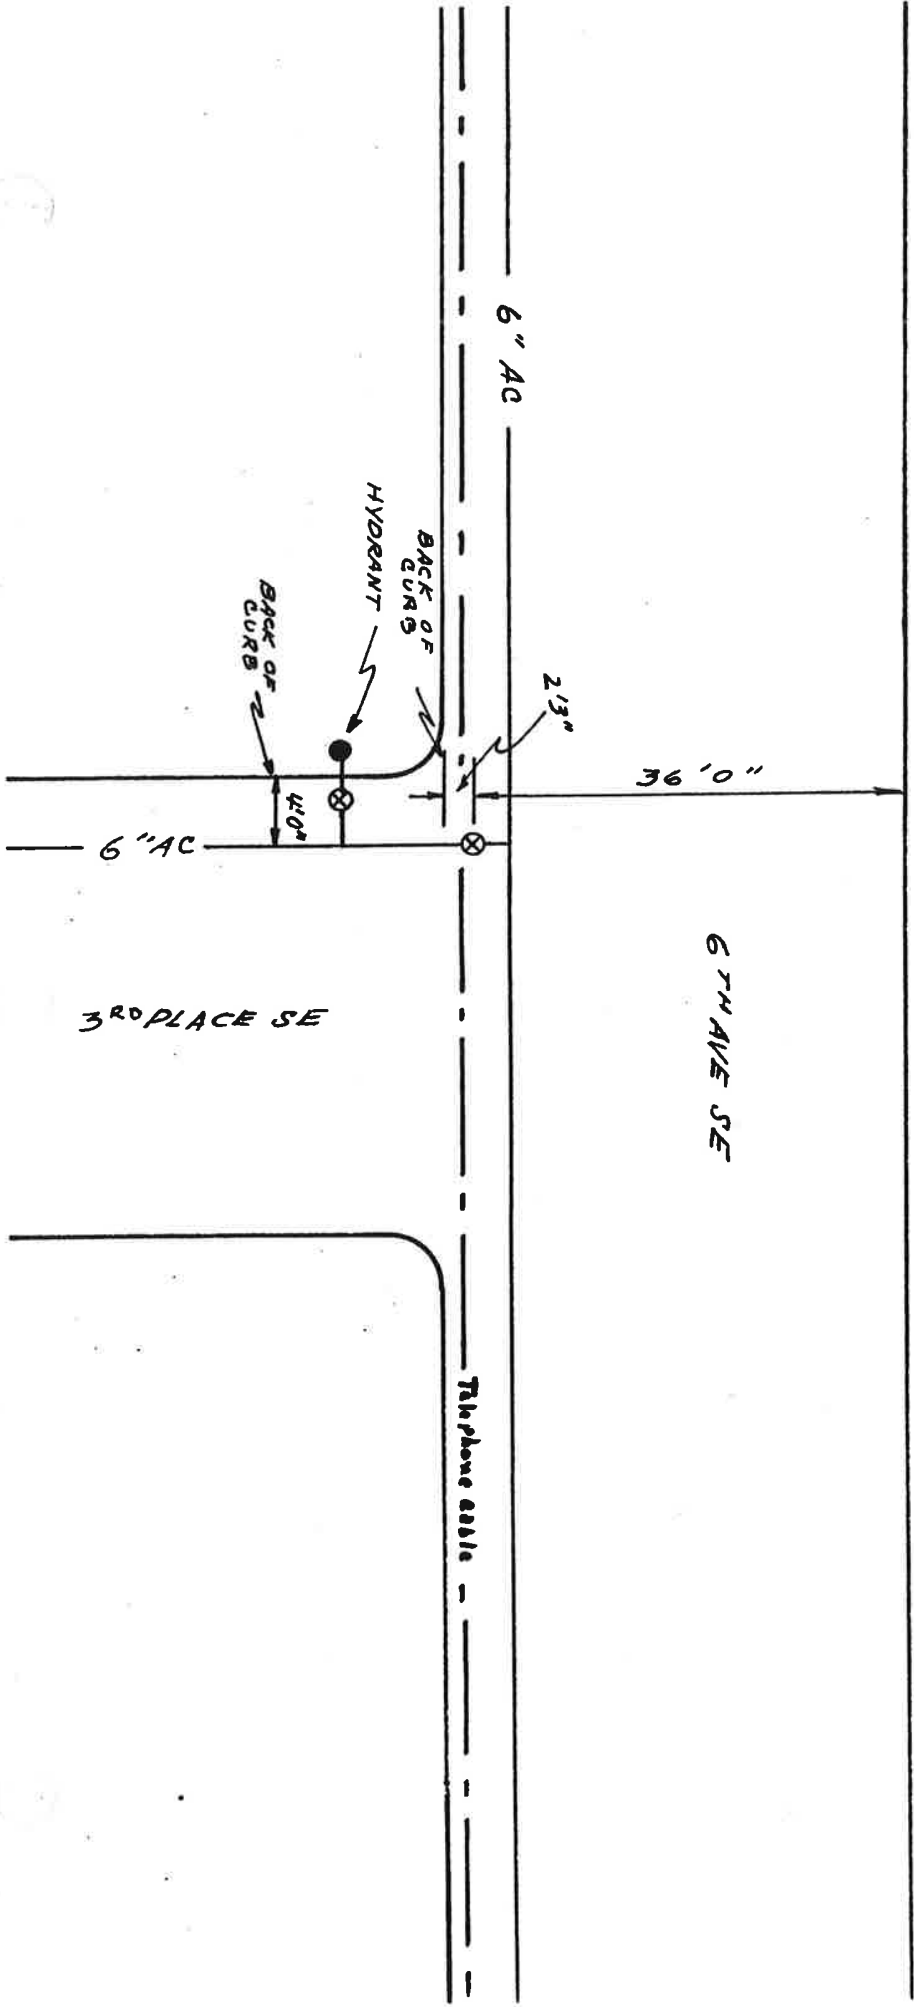 6" AC
BACK OF
CURB
HYDRANT
BACK OF
CURB
2'3"
36'0"
4'0"
6" AC
6TH AVE SE
3RD PLACE SE
Telephone cable